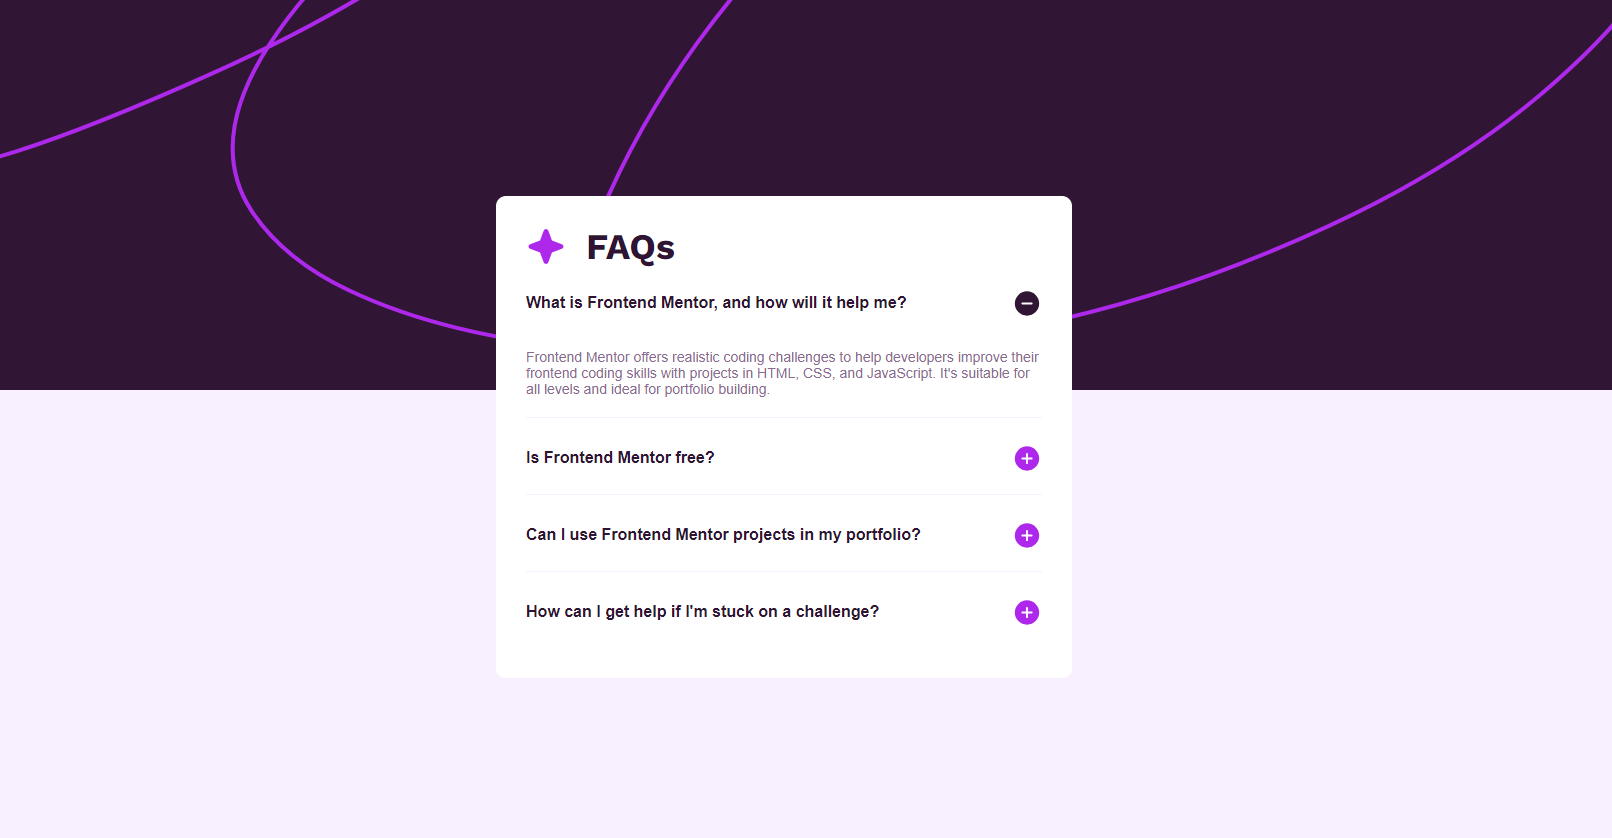 FAQs
What is Frontend Mentor, and how will it help me?
Frontend Mentor offers realistic coding challenges to help developers improve their
frontend coding skills with projects in HTML, CSS, and JavaScript. It's suitable for
all levels and ideal for portfolio building.
Is Frontend Mentor free?
Can I use Frontend Mentor projects in my portfolio?
How can I get help if I'm stuck on a challenge?